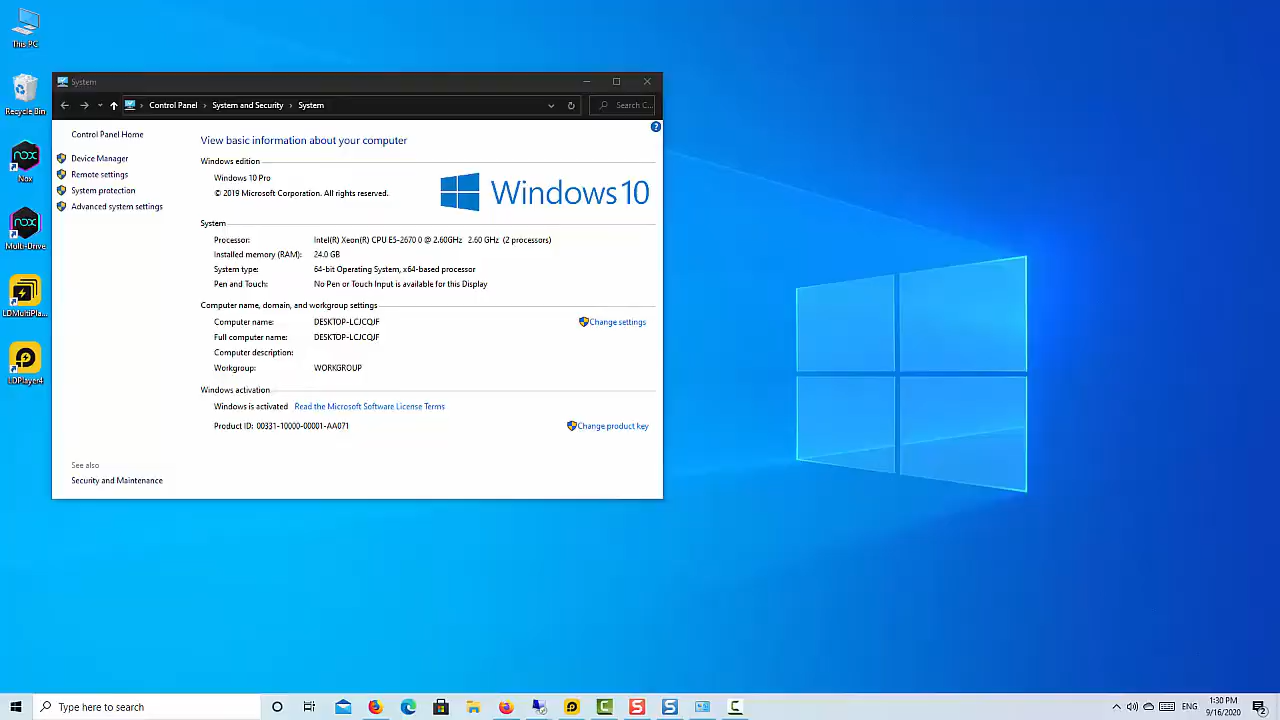 This PC
Recycle Bin
Nox
Multi-Drive
LDMultiPla...
LDPlayer4
System
Control Panel › System and Security › System
Search C...
Control Panel Home
Device Manager
Remote settings
System protection
Advanced system settings
See also
Security and Maintenance
View basic information about your computer
Windows edition
Windows 10 Pro
© 2019 Microsoft Corporation. All rights reserved.
Windows 10
System
Processor: Intel(R) Xeon(R) CPU E5-2670 0 @ 2.60GHz 2.60 GHz (2 processors)
Installed memory (RAM): 24.0 GB
System type: 64-bit Operating System, x64-based processor
Pen and Touch: No Pen or Touch Input is available for this Display
Computer name, domain, and workgroup settings
Computer name: DESKTOP-LCJCQJF
Change settings
Full computer name: DESKTOP-LCJCQJF
Computer description:
Workgroup: WORKGROUP
Windows activation
Windows is activated Read the Microsoft Software License Terms
Product ID: 00331-10000-00001-AA071
Change product key
Type here to search
ENG
1:30 PM
9/16/2020
2